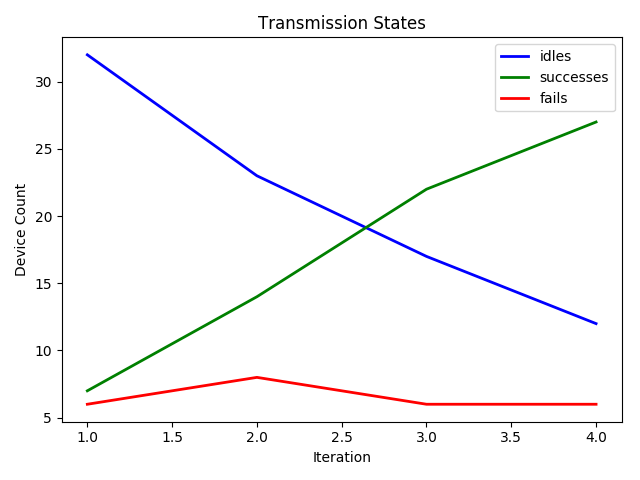 Transmission States
idles
successes
fails
Device Count
30
25
20
15
10
5
1.0 1.5 2.0 2.5 3.0 3.5 4.0
Iteration